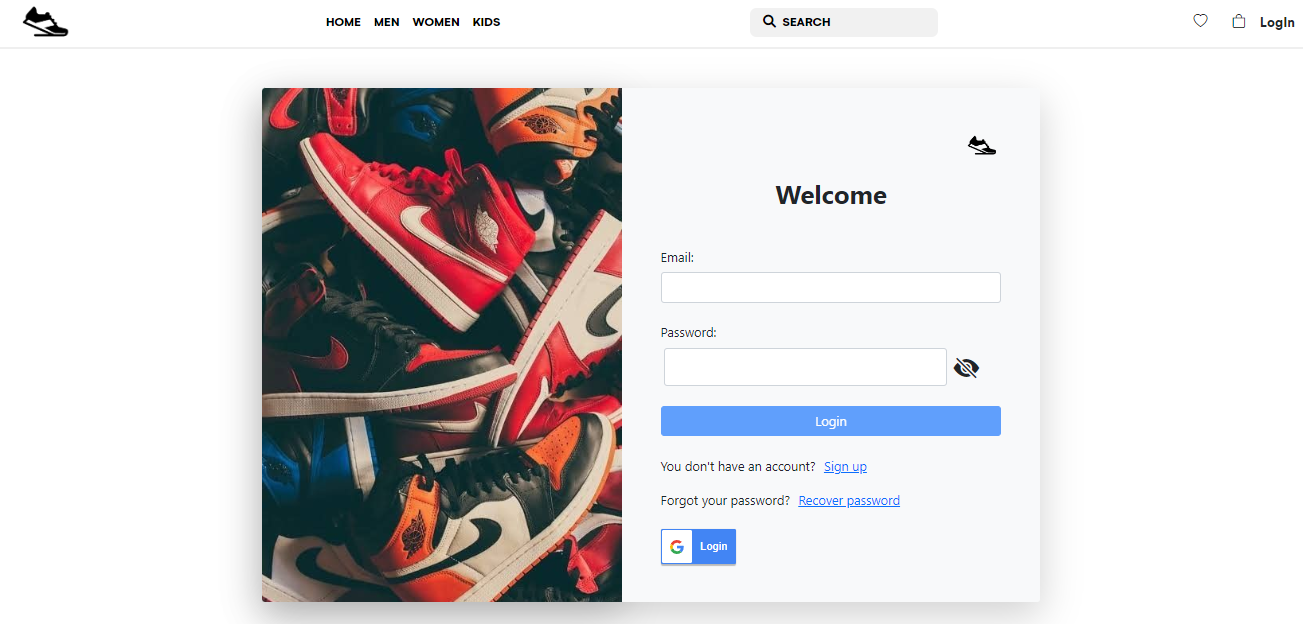 HOME MEN WOMEN KIDS SEARCH LogIn
Welcome
Email:
Password:
Login
You don't have an account? Sign up
Forgot your password? Recover password
Login